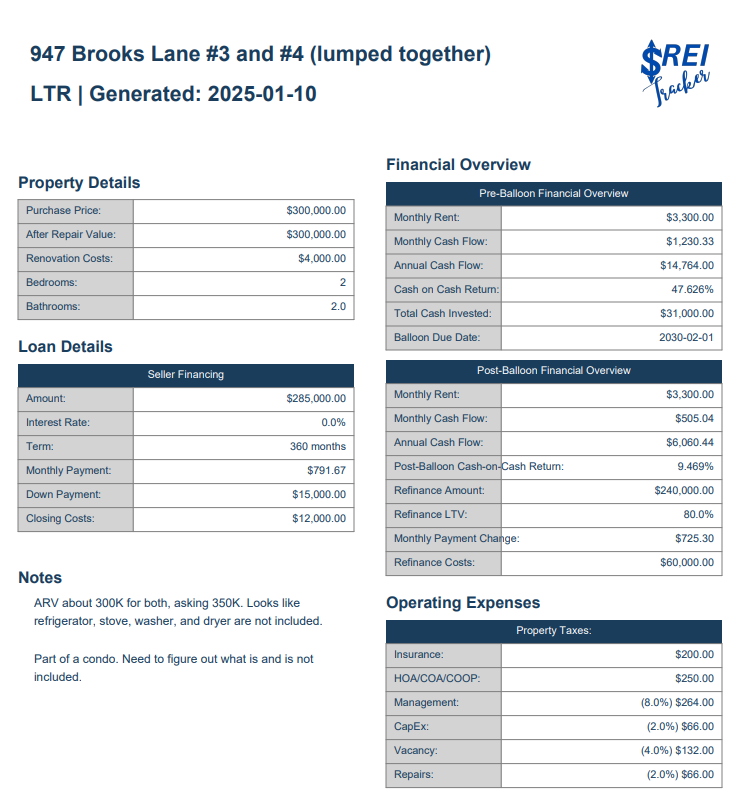 947 Brooks Lane #3 and #4 (lumped together)
LTR | Generated: 2025-01-10
$REI
Tracker
Property Details
Purchase Price: $300,000.00
After Repair Value: $300,000.00
Renovation Costs: $4,000.00
Bedrooms: 2
Bathrooms: 2.0
Loan Details
Seller Financing
Amount: $285,000.00
Interest Rate: 0.0%
Term: 360 months
Monthly Payment: $791.67
Down Payment: $15,000.00
Closing Costs: $12,000.00
Notes
ARV about 300K for both, asking 350K. Looks like
refrigerator, stove, washer, and dryer are not included.
Part of a condo. Need to figure out what is and is not
included.
Financial Overview
Pre-Balloon Financial Overview
Monthly Rent: $3,300.00
Monthly Cash Flow: $1,230.33
Annual Cash Flow: $14,764.00
Cash on Cash Return: 47.626%
Total Cash Invested: $31,000.00
Balloon Due Date: 2030-02-01
Post-Balloon Financial Overview
Monthly Rent: $3,300.00
Monthly Cash Flow: $505.04
Annual Cash Flow: $6,060.44
Post-Balloon Cash-on-Cash Return: 9.469%
Refinance Amount: $240,000.00
Refinance LTV: 80.0%
Monthly Payment Change: $725.30
Refinance Costs: $60,000.00
Operating Expenses
Property Taxes:
Insurance: $200.00
HOA/COA/COOP: $250.00
Management: (8.0%) $264.00
CapEx: (2.0%) $66.00
Vacancy: (4.0%) $132.00
Repairs: (2.0%) $66.00